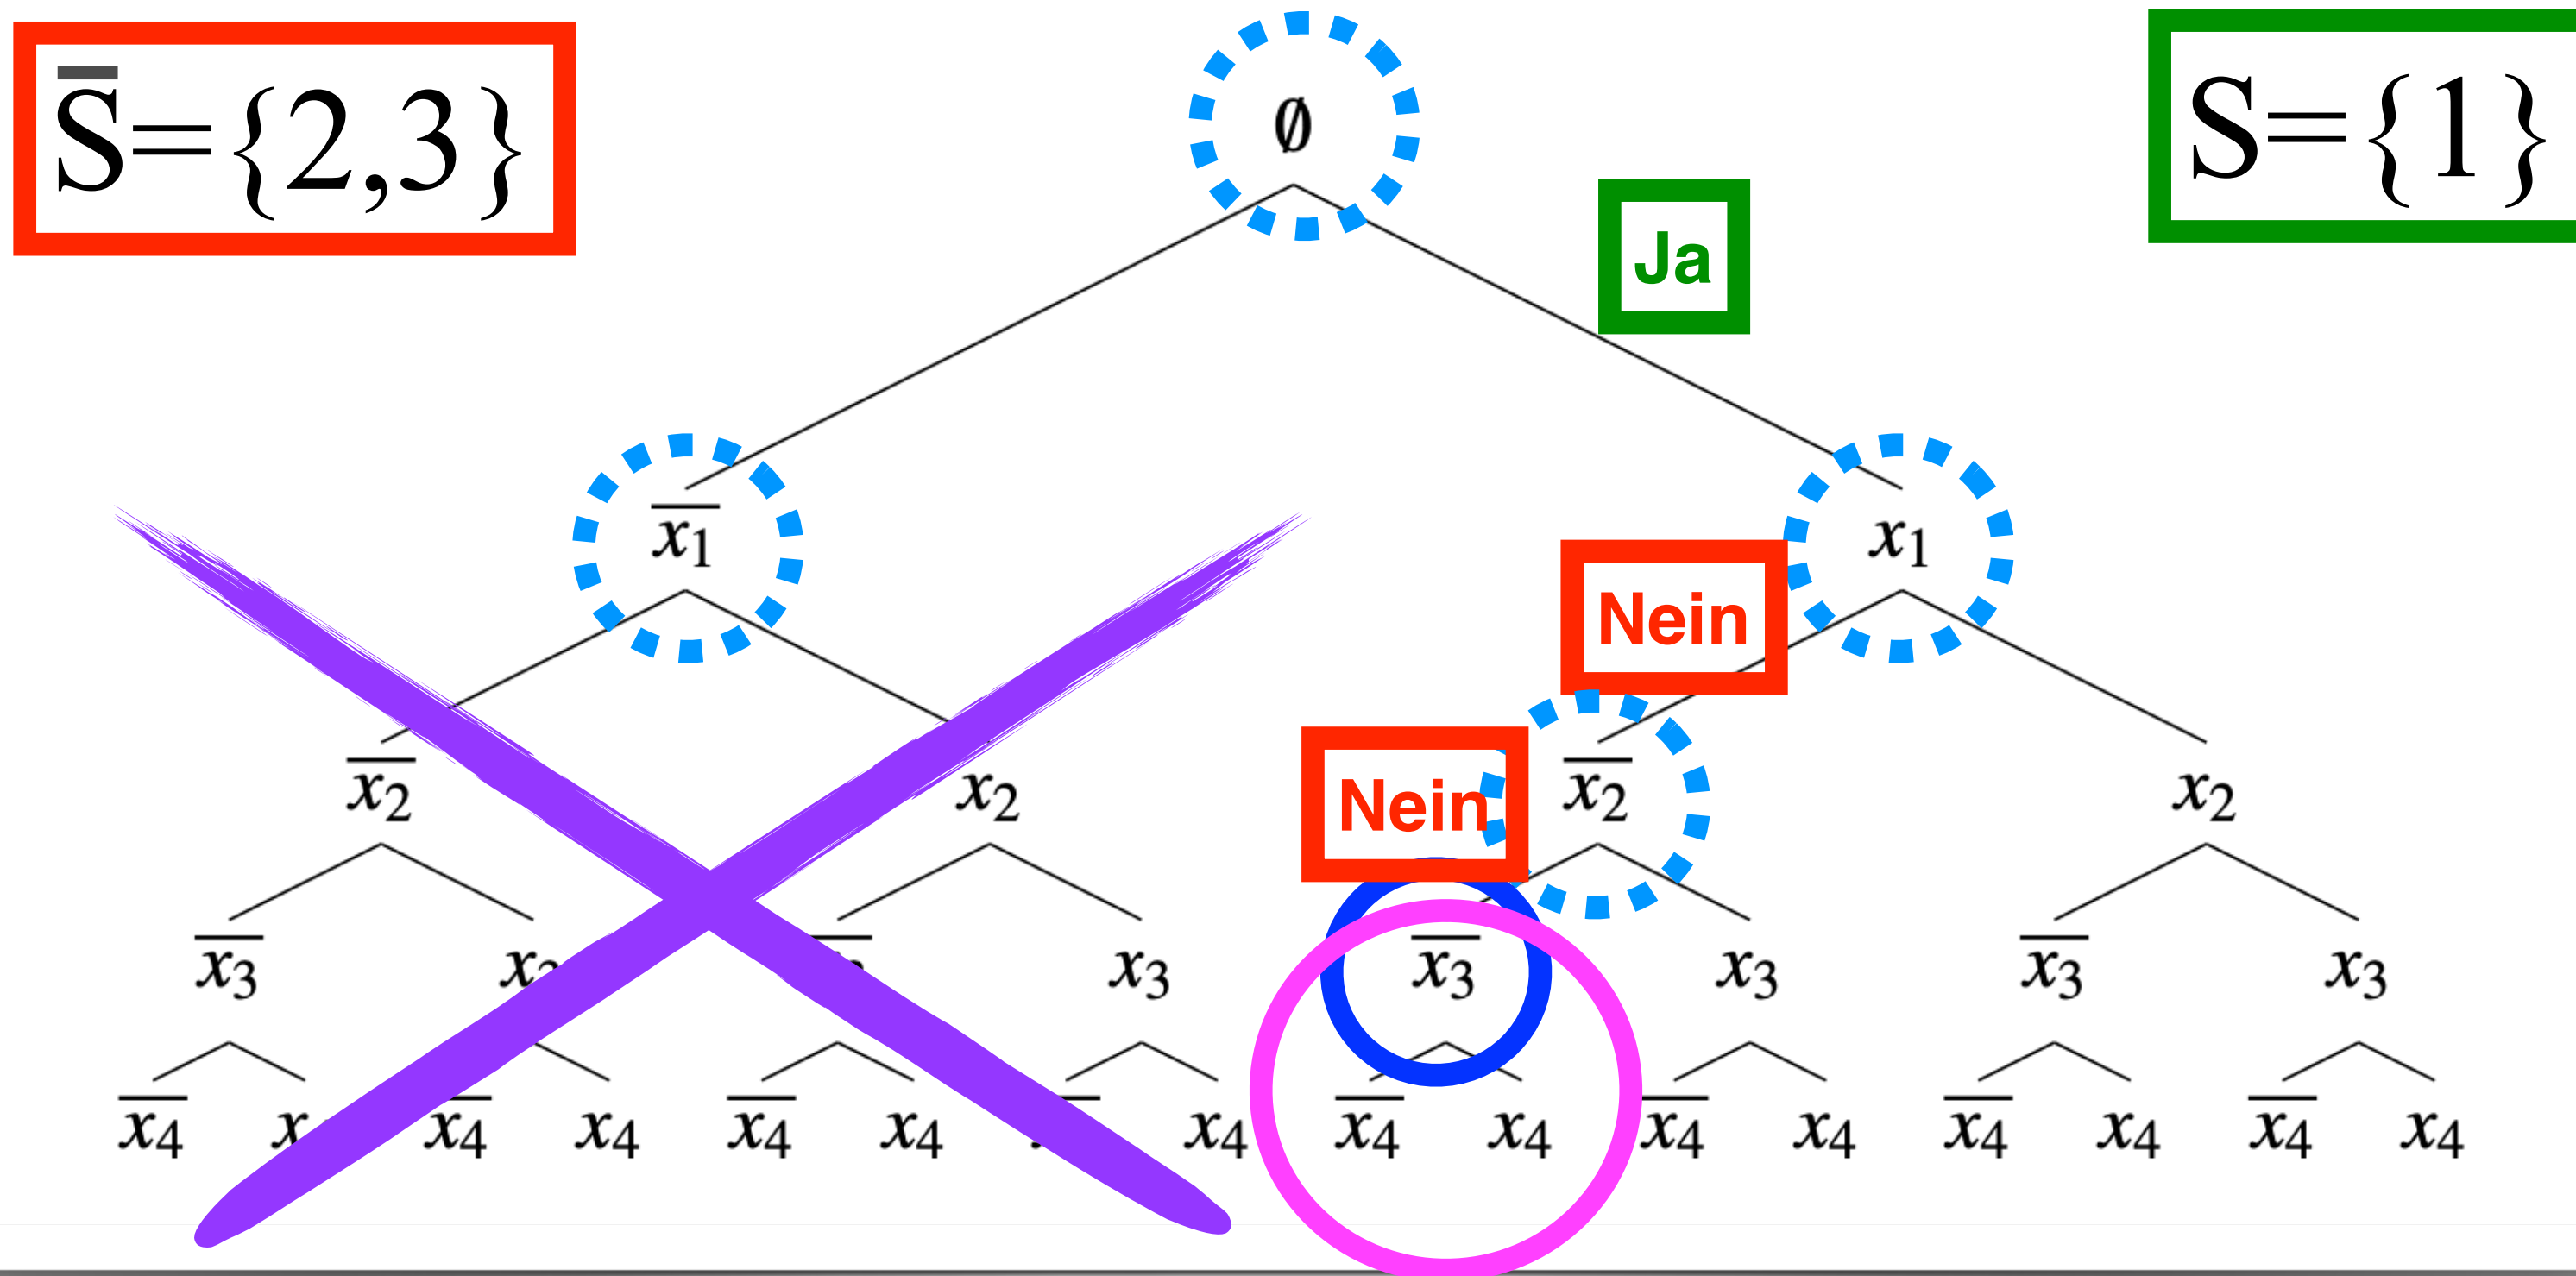 S̅={2,3}
∅
S={1}
Ja
x̅₁
x₁
Nein
Nein
x̅₂ x₂ x̅₂ x₂
x̅₃ x₃ x̅₃ x₃ x̅₃ x₃
x̅₄ x̅₄ x₄ x̅₄ x₄ x₄ x̅₄ x₄ x̅₄ x₄ x̅₄ x₄ x̅₄ x₄